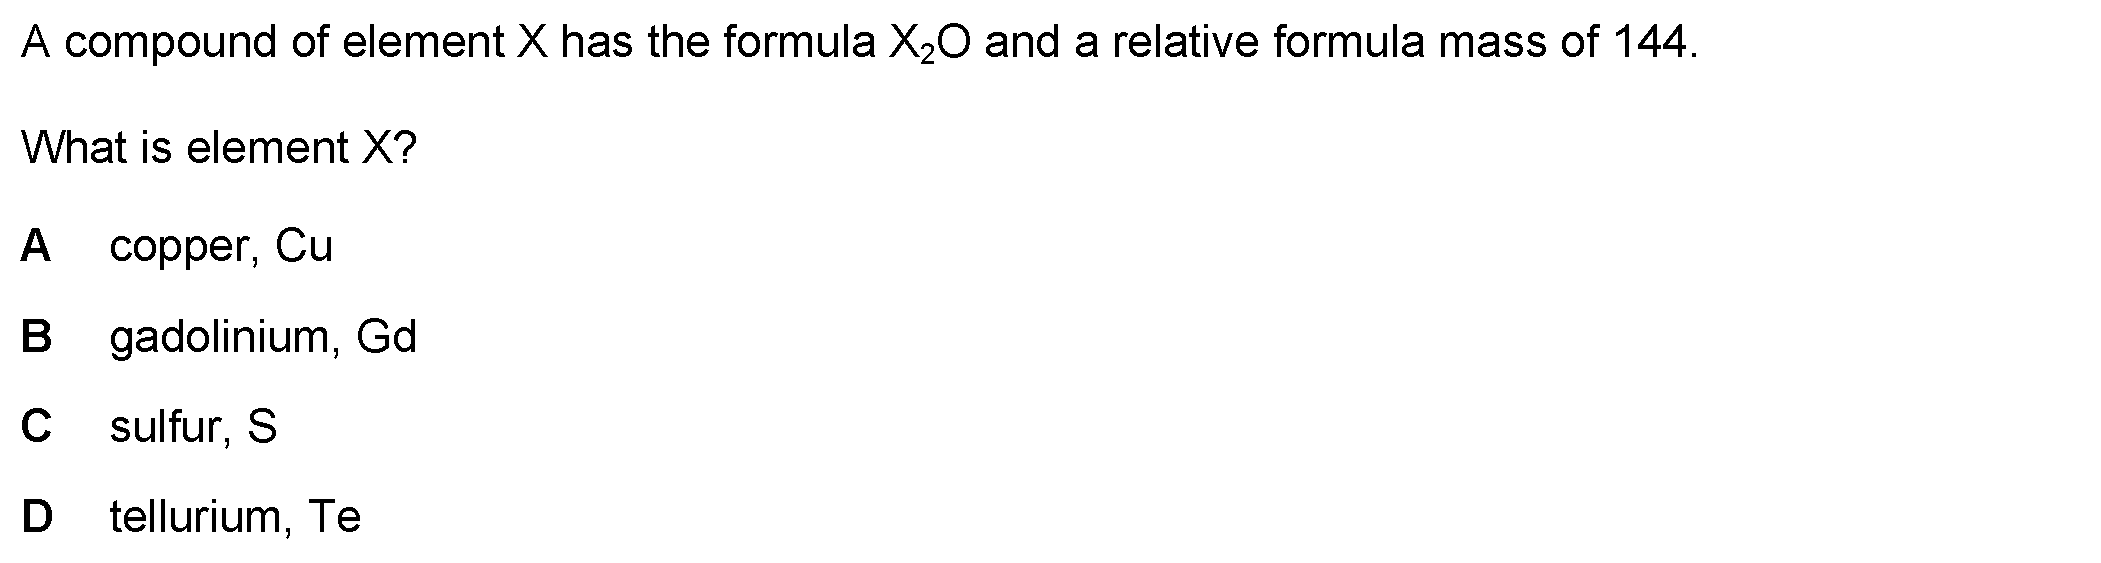 A compound of element X has the formula X₂O and a relative formula mass of 144.
What is element X?
A copper, Cu
B gadolinium, Gd
C sulfur, S
D tellurium, Te